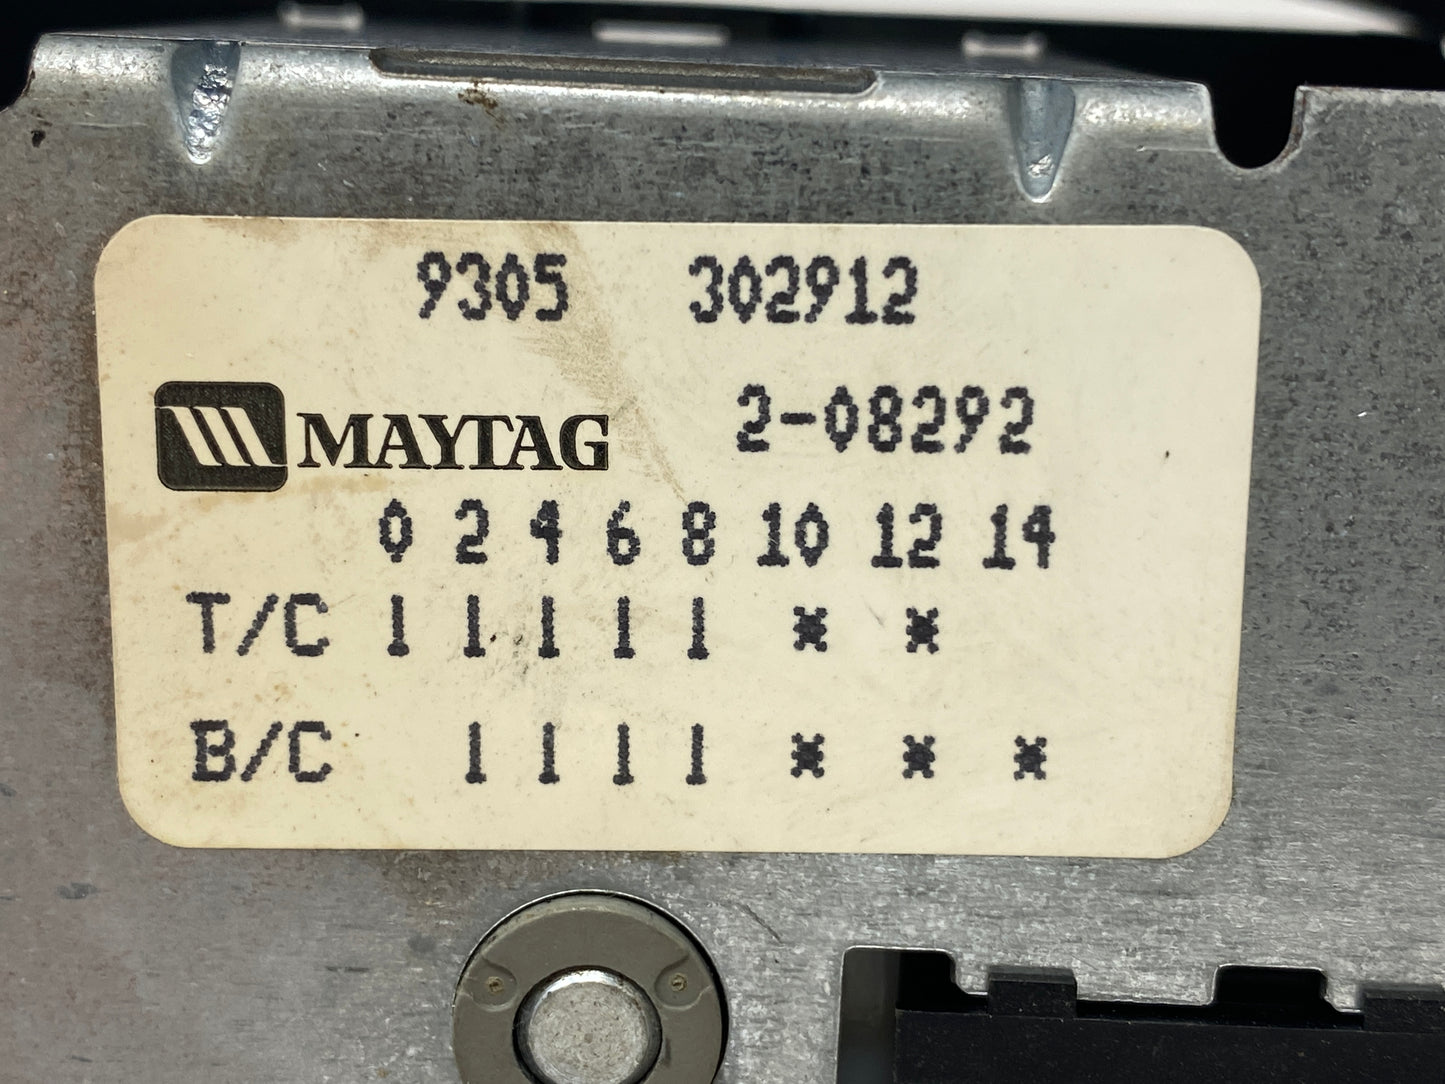 9305 302912
MAYTAG 2-08292
0 2 4 6 8 10 12 14
T/C 1 1 1 1 1 * *
B/C 1 1 1 1 * * *